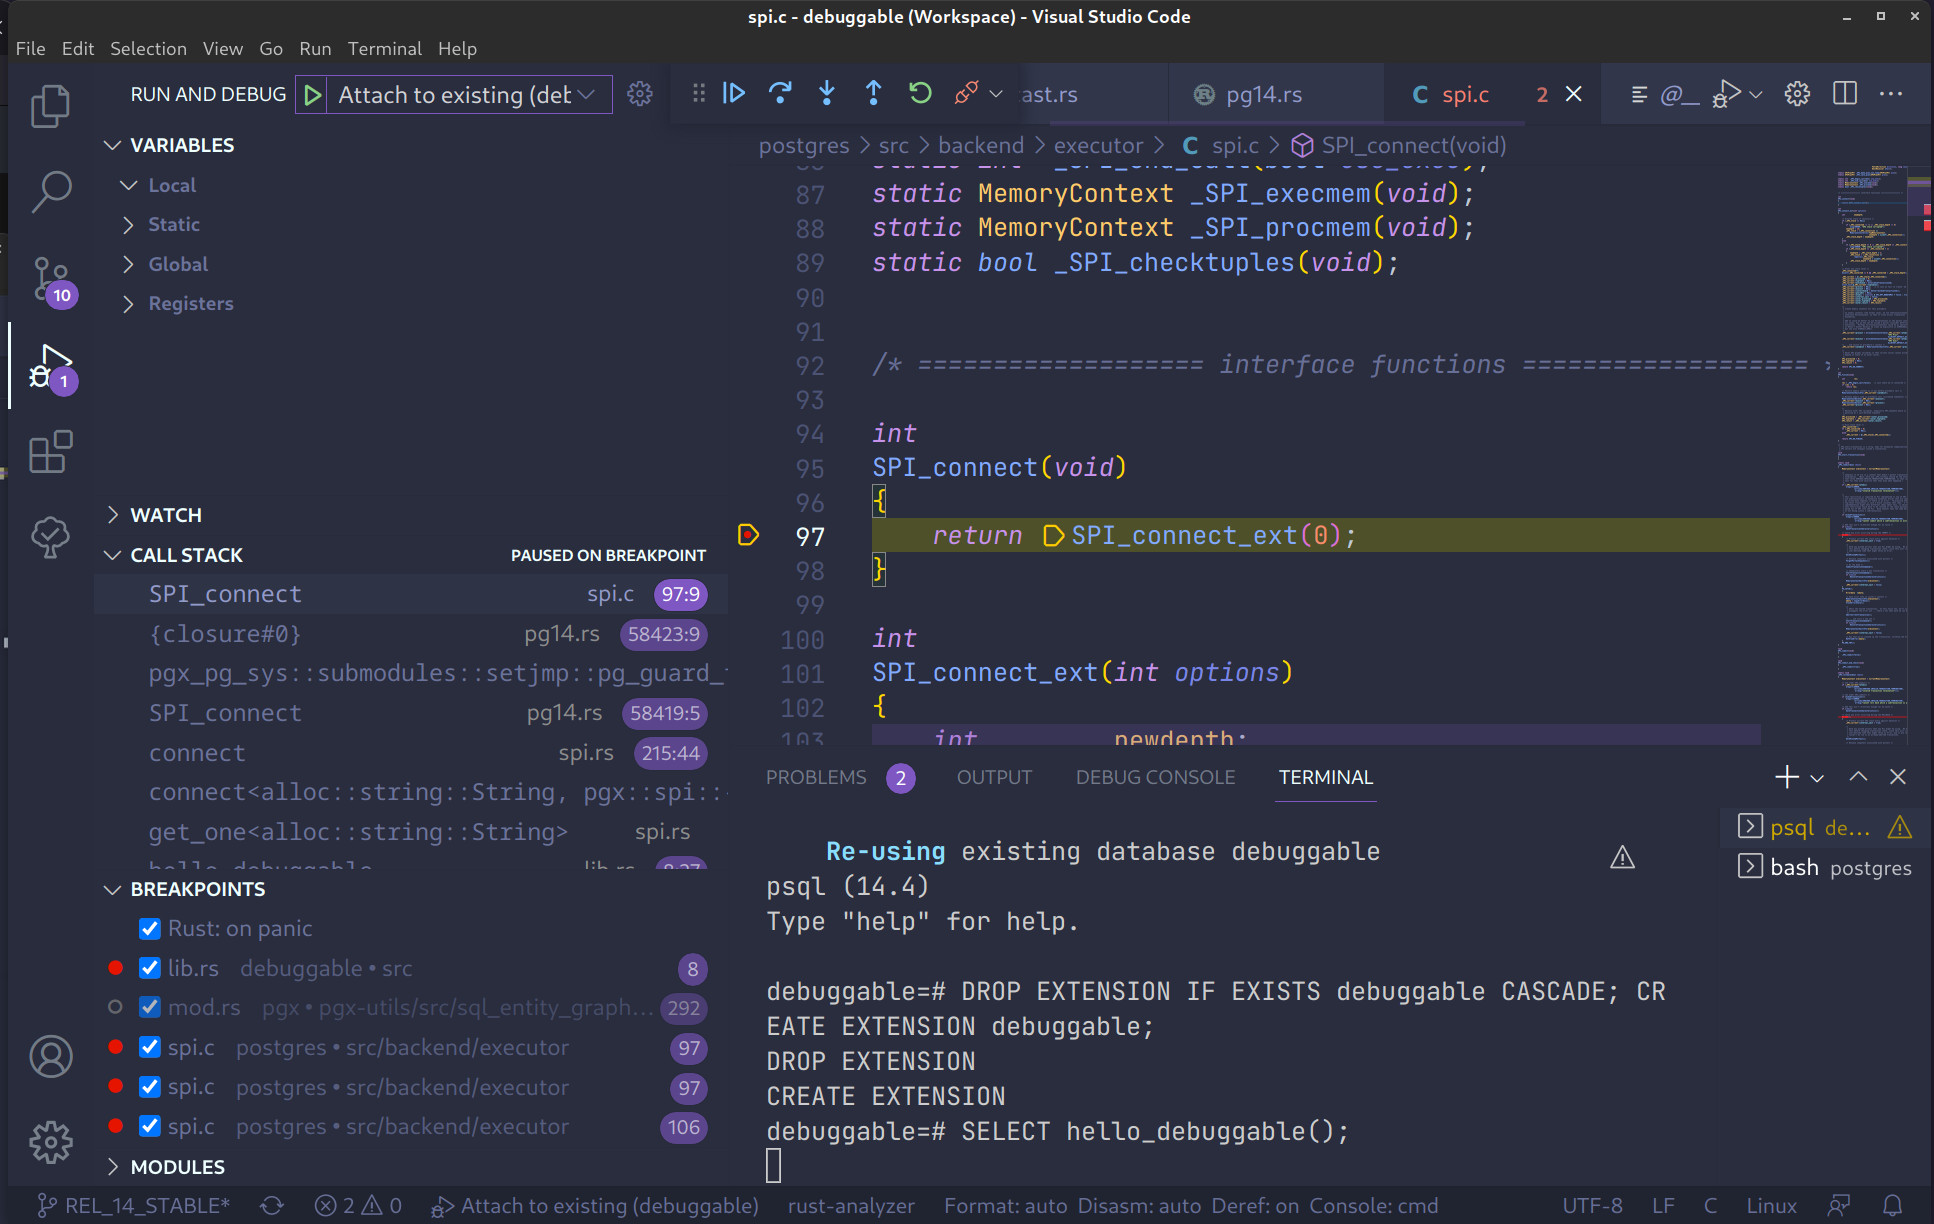 spi.c - debuggable (Workspace) - Visual Studio Code
File Edit Selection View Go Run Terminal Help
RUN AND DEBUG Attach to existing (det
ast.rs pg14.rs C spi.c 2
VARIABLES
Local
Static
Global
Registers
10
1
WATCH
CALL STACK PAUSED ON BREAKPOINT
SPI_connect spi.c 97:9
{closure#0} pg14.rs 58423:9
pgx_pg_sys::submodules::setjmp::pg_guard_
SPI_connect pg14.rs 58419:5
connect spi.rs 215:44
connect<alloc::string::String, pgx::spi::
get_one<alloc::string::String> spi.rs
hello_debuggable lib.rs 8:27
BREAKPOINTS
Rust: on panic
lib.rs debuggable • src 8
mod.rs pgx • pgx-utils/src/sql_entity_graph... 292
spi.c postgres • src/backend/executor 97
spi.c postgres • src/backend/executor 97
spi.c postgres • src/backend/executor 106
MODULES
postgres > src > backend > executor > C spi.c > SPI_connect(void)
87 static MemoryContext _SPI_execmem(void);
88 static MemoryContext _SPI_procmem(void);
89 static bool _SPI_checktuples(void);
90
91
92 /* =================== interface functions ===================
93
94 int
95 SPI_connect(void)
96 {
97 return SPI_connect_ext(0);
98 }
99
100 int
101 SPI_connect_ext(int options)
102 {
103 int newdepth;
PROBLEMS 2 OUTPUT DEBUG CONSOLE TERMINAL
Re-using existing database debuggable
psql (14.4)
Type "help" for help.
debuggable=# DROP EXTENSION IF EXISTS debuggable CASCADE; CR
EATE EXTENSION debuggable;
DROP EXTENSION
CREATE EXTENSION
debuggable=# SELECT hello_debuggable();
psql de...
bash postgres
REL_14_STABLE* 2 0 Attach to existing (debuggable) rust-analyzer Format: auto Disasm: auto Deref: on Console: cmd UTF-8 LF C Linux